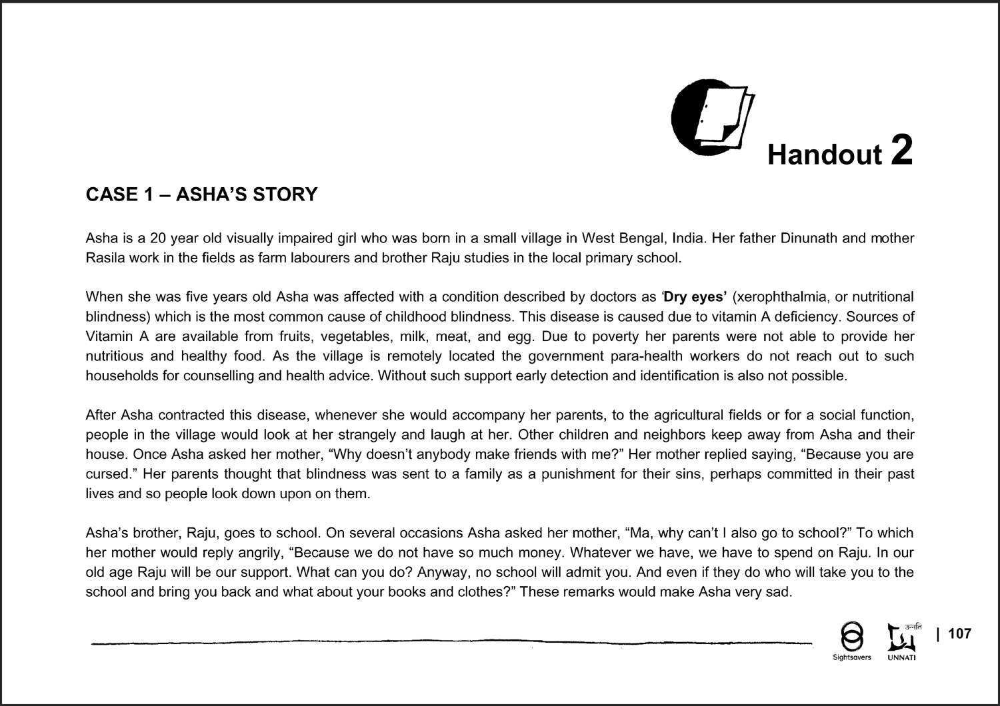 Handout 2
CASE 1 – ASHA’S STORY
Asha is a 20 year old visually impaired girl who was born in a small village in West Bengal, India. Her father Dinunath and mother
Rasila work in the fields as farm labourers and brother Raju studies in the local primary school.
When she was five years old Asha was affected with a condition described by doctors as ‘Dry eyes’ (xerophthalmia, or nutritional
blindness) which is the most common cause of childhood blindness. This disease is caused due to vitamin A deficiency. Sources of
Vitamin A are available from fruits, vegetables, milk, meat, and egg. Due to poverty her parents were not able to provide her
nutritious and healthy food. As the village is remotely located the government para-health workers do not reach out to such
households for counselling and health advice. Without such support early detection and identification is also not possible.
After Asha contracted this disease, whenever she would accompany her parents, to the agricultural fields or for a social function,
people in the village would look at her strangely and laugh at her. Other children and neighbors keep away from Asha and their
house. Once Asha asked her mother, “Why doesn’t anybody make friends with me?” Her mother replied saying, “Because you are
cursed.” Her parents thought that blindness was sent to a family as a punishment for their sins, perhaps committed in their past
lives and so people look down upon on them.
Asha’s brother, Raju, goes to school. On several occasions Asha asked her mother, “Ma, why can’t I also go to school?” To which
her mother would reply angrily, “Because we do not have so much money. Whatever we have, we have to spend on Raju. In our
old age Raju will be our support. What can you do? Anyway, no school will admit you. And even if they do who will take you to the
school and bring you back and what about your books and clothes?” These remarks would make Asha very sad.
Sightsavers
उन्नति
UNNATI
| 107